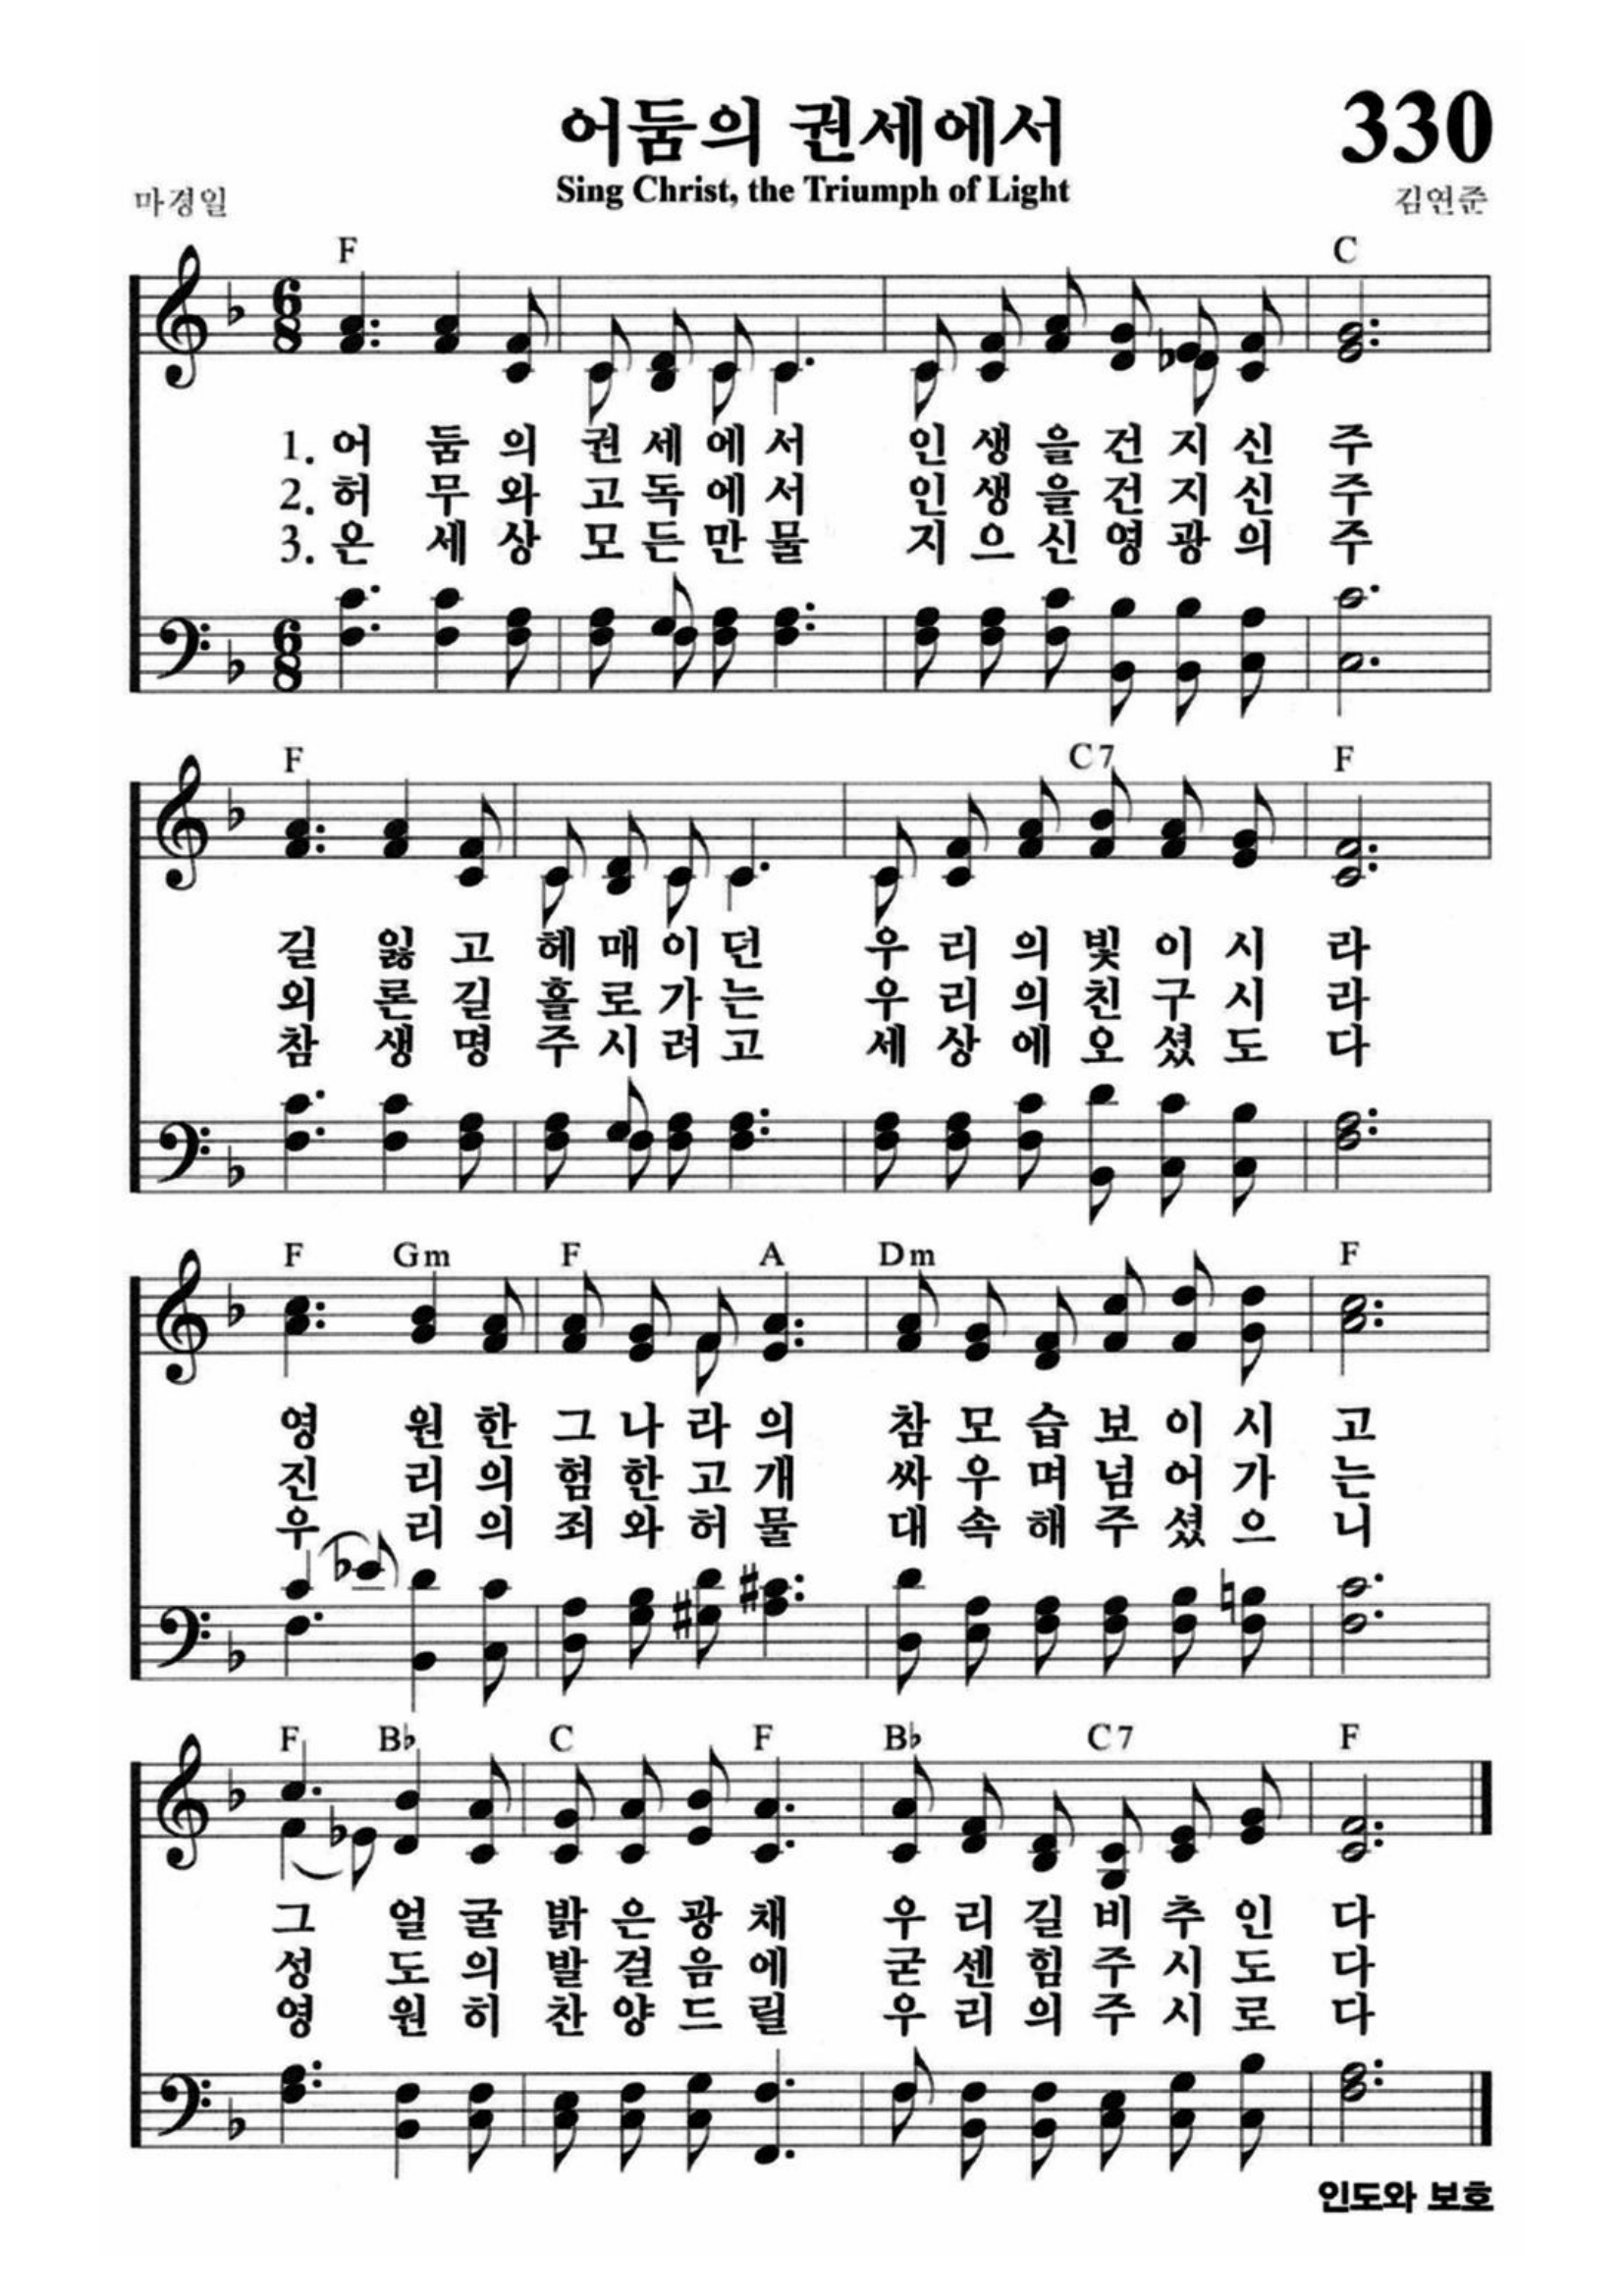 어둠의 권세에서
330
Sing Christ, the Triumph of Light
마경일
김연준
F C
1. 어 둠 의 권 세 에 서 인 생 을 건 지 신 주
2. 허 무 와 고 독 에 서 인 생 을 건 지 신 주
3. 온 세 상 모 든 만 물 지 으 신 영 광 의 주
F C7 F
길 잃 고 헤 매 이 던 우 리 의 빛 이 시 라
외 론 길 홀 로 가 는 우 리 의 친 구 시 라
참 생 명 주 시 려 고 세 상 에 오 셨 도 다
F Gm F A Dm F
영 원 한 그 나 라 의 참 모 습 보 이 시 고
진 리 의 험 한 고 개 싸 우 며 넘 어 가 는
우 리 의 죄 와 허 물 대 속 해 주 셨 으 니
F B♭ C F B♭ C7 F
그 얼 굴 밝 은 광 채 우 리 길 비 추 인 다
성 도 의 발 걸 음 에 굳 센 힘 주 시 도 다
영 원 히 찬 양 드 릴 우 리 의 주 시 로 다
인도와 보호